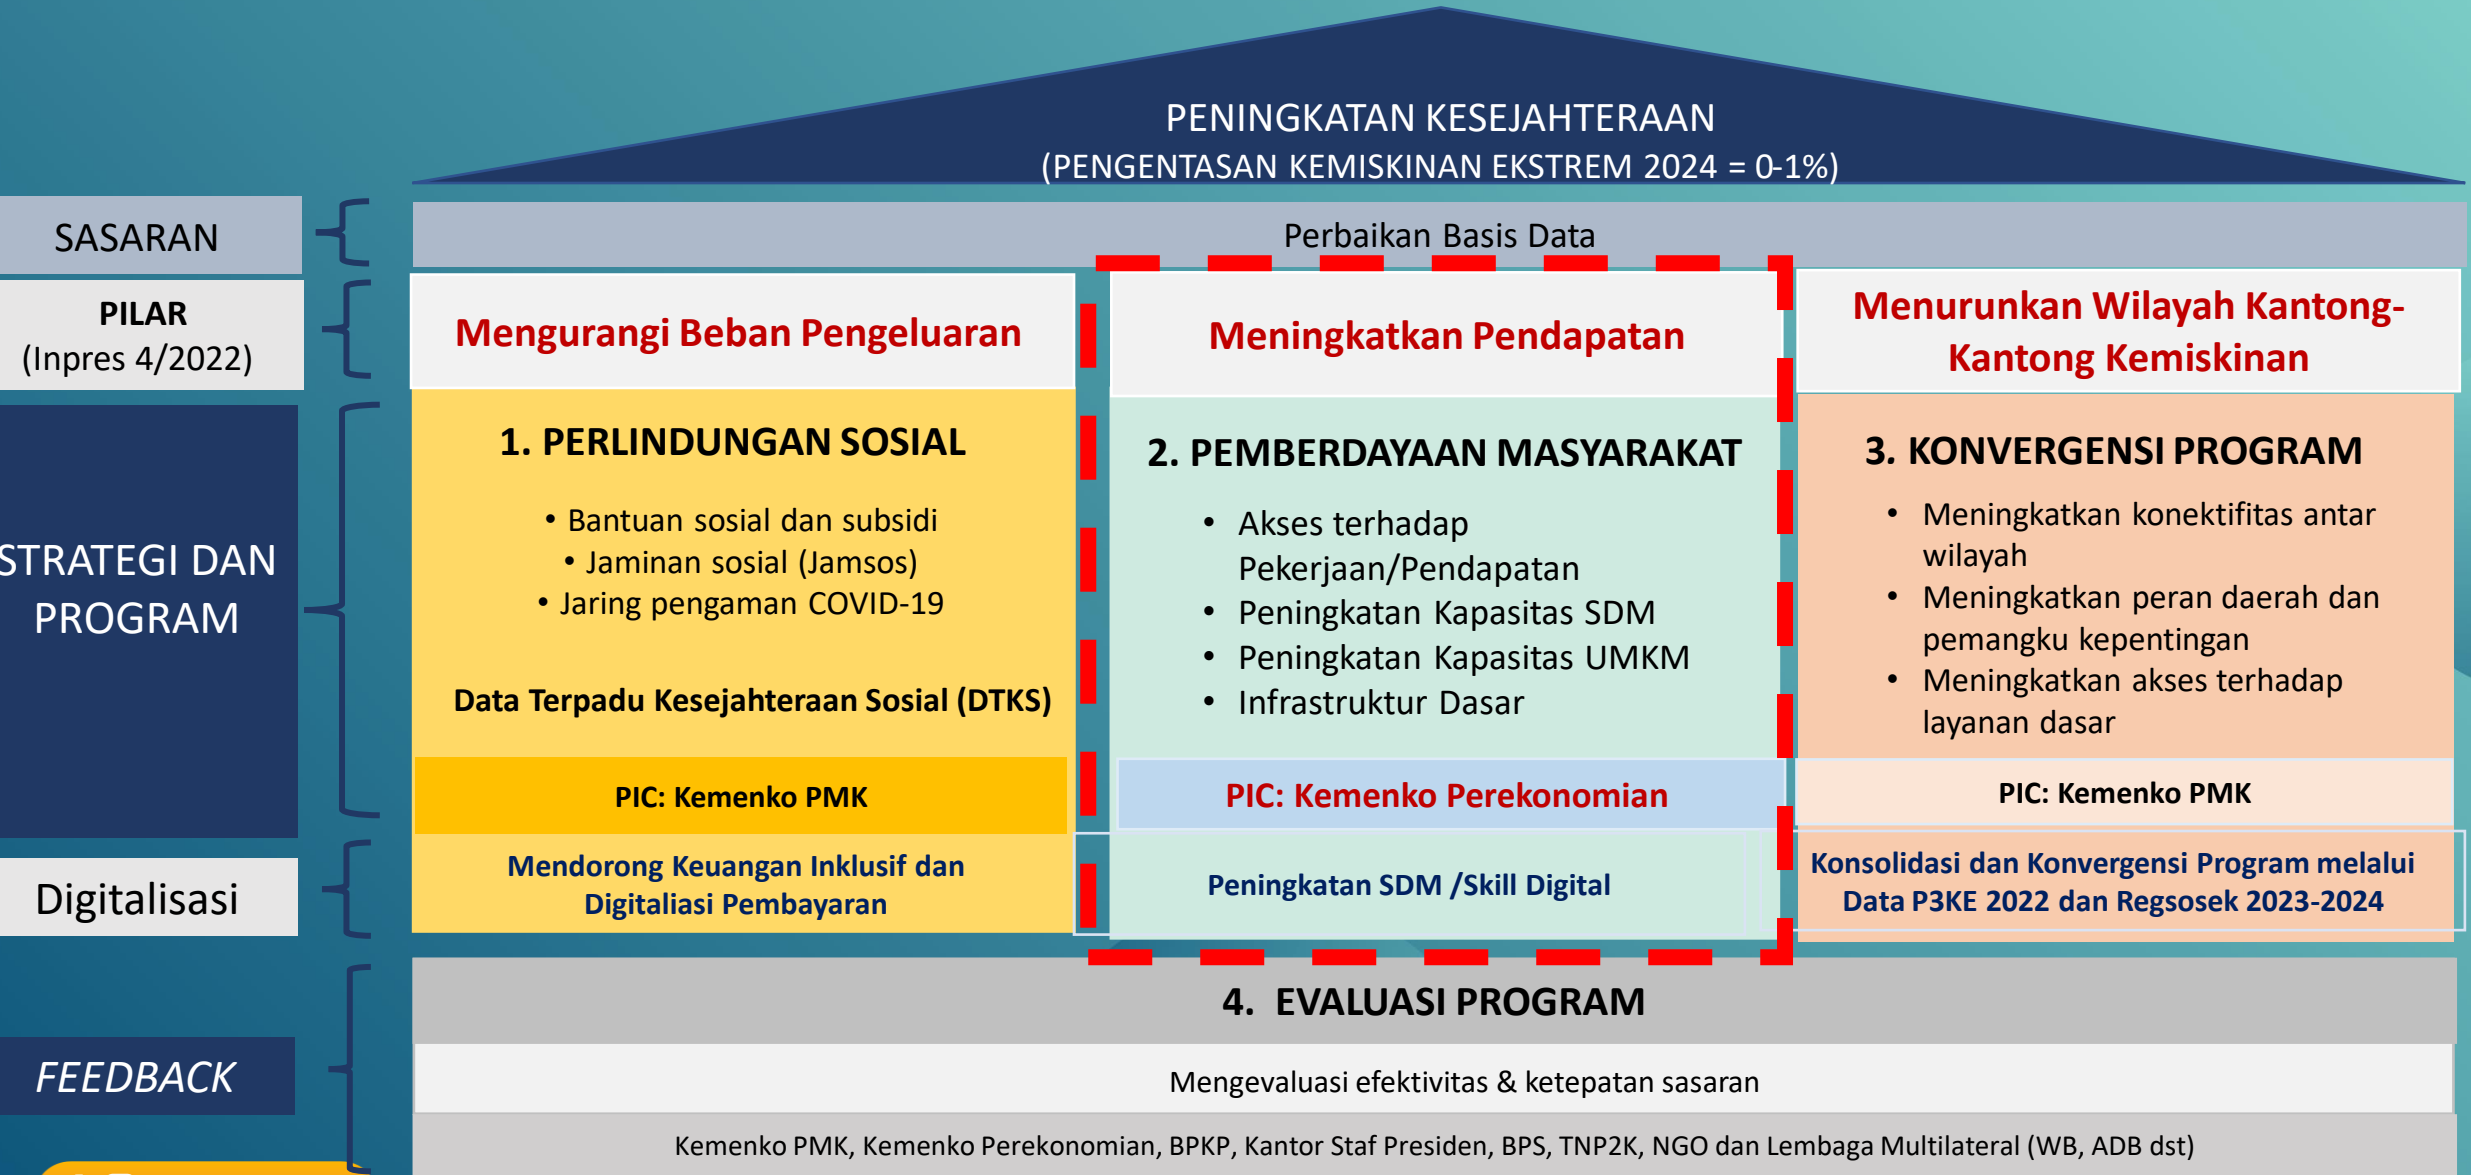 PENINGKATAN KESEJAHTERAAN
(PENGENTASAN KEMISKINAN EKSTREM 2024 = 0-1%)
SASARAN
Perbaikan Basis Data
PILAR
(Inpres 4/2022)
Mengurangi Beban Pengeluaran
Meningkatkan Pendapatan
Menurunkan Wilayah Kantong-
Kantong Kemiskinan
STRATEGI DAN
PROGRAM
1. PERLINDUNGAN SOSIAL
• Bantuan sosial dan subsidi
• Jaminan sosial (Jamsos)
• Jaring pengaman COVID-19
Data Terpadu Kesejahteraan Sosial (DTKS)
PIC: Kemenko PMK
2. PEMBERDAYAAN MASYARAKAT
• Akses terhadap
Pekerjaan/Pendapatan
• Peningkatan Kapasitas SDM
• Peningkatan Kapasitas UMKM
• Infrastruktur Dasar
PIC: Kemenko Perekonomian
3. KONVERGENSI PROGRAM
• Meningkatkan konektifitas antar
wilayah
• Meningkatkan peran daerah dan
pemangku kepentingan
• Meningkatkan akses terhadap
layanan dasar
PIC: Kemenko PMK
Digitalisasi
Mendorong Keuangan Inklusif dan
Digitaliasi Pembayaran
Peningkatan SDM /Skill Digital
Konsolidasi dan Konvergensi Program melalui
Data P3KE 2022 dan Regsosek 2023-2024
FEEDBACK
4. EVALUASI PROGRAM
Mengevaluasi efektivitas & ketepatan sasaran
Kemenko PMK, Kemenko Perekonomian, BPKP, Kantor Staf Presiden, BPS, TNP2K, NGO dan Lembaga Multilateral (WB, ADB dst)